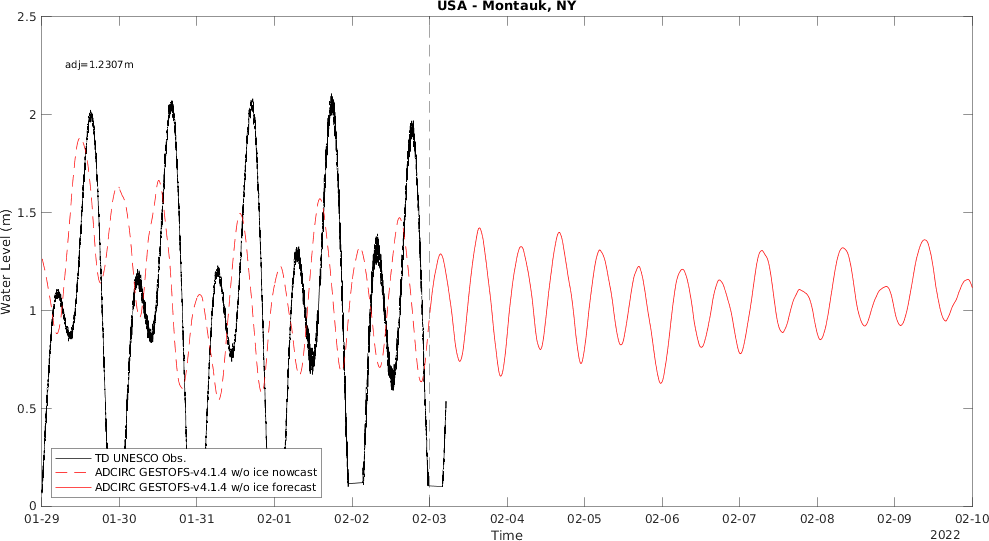 USA - Montauk, NY
2.5
adj=1.2307m
2
1.5
Water Level (m)
1
0.5
TD UNESCO Obs.
ADCIRC GESTOFS-v4.1.4 w/o ice nowcast
ADCIRC GESTOFS-v4.1.4 w/o ice forecast
0
01-29 01-30 01-31 02-01 02-02 02-03 02-04 02-05 02-06 02-07 02-08 02-09 02-10
Time
2022